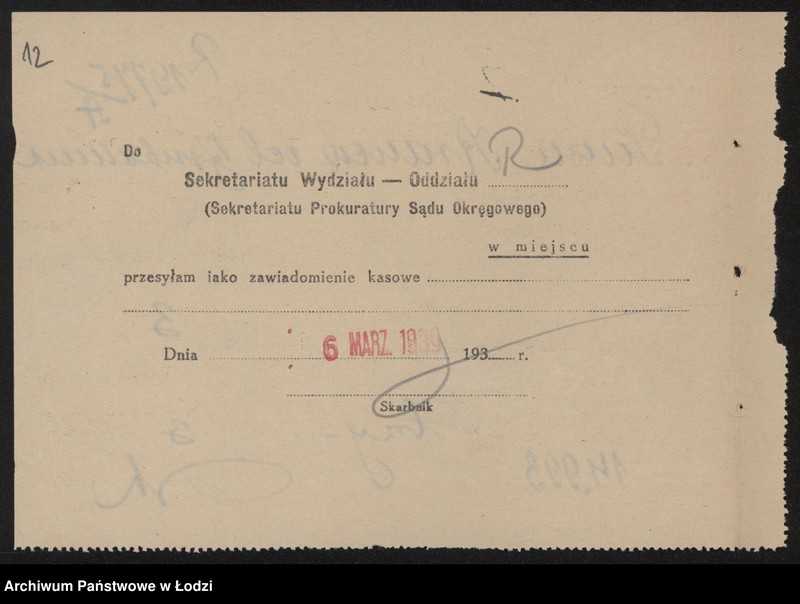 12
Do
Sekretariatu Wydziału — Oddziału R
(Sekretariatu Prokuratury Sądu Okręgowego)
w miejscu
przesyłam jako zawiadomienie kasowe
Dnia 6 MARZ. 1939 193 r.
Skarbnik
Archiwum Państwowe w Łodzi